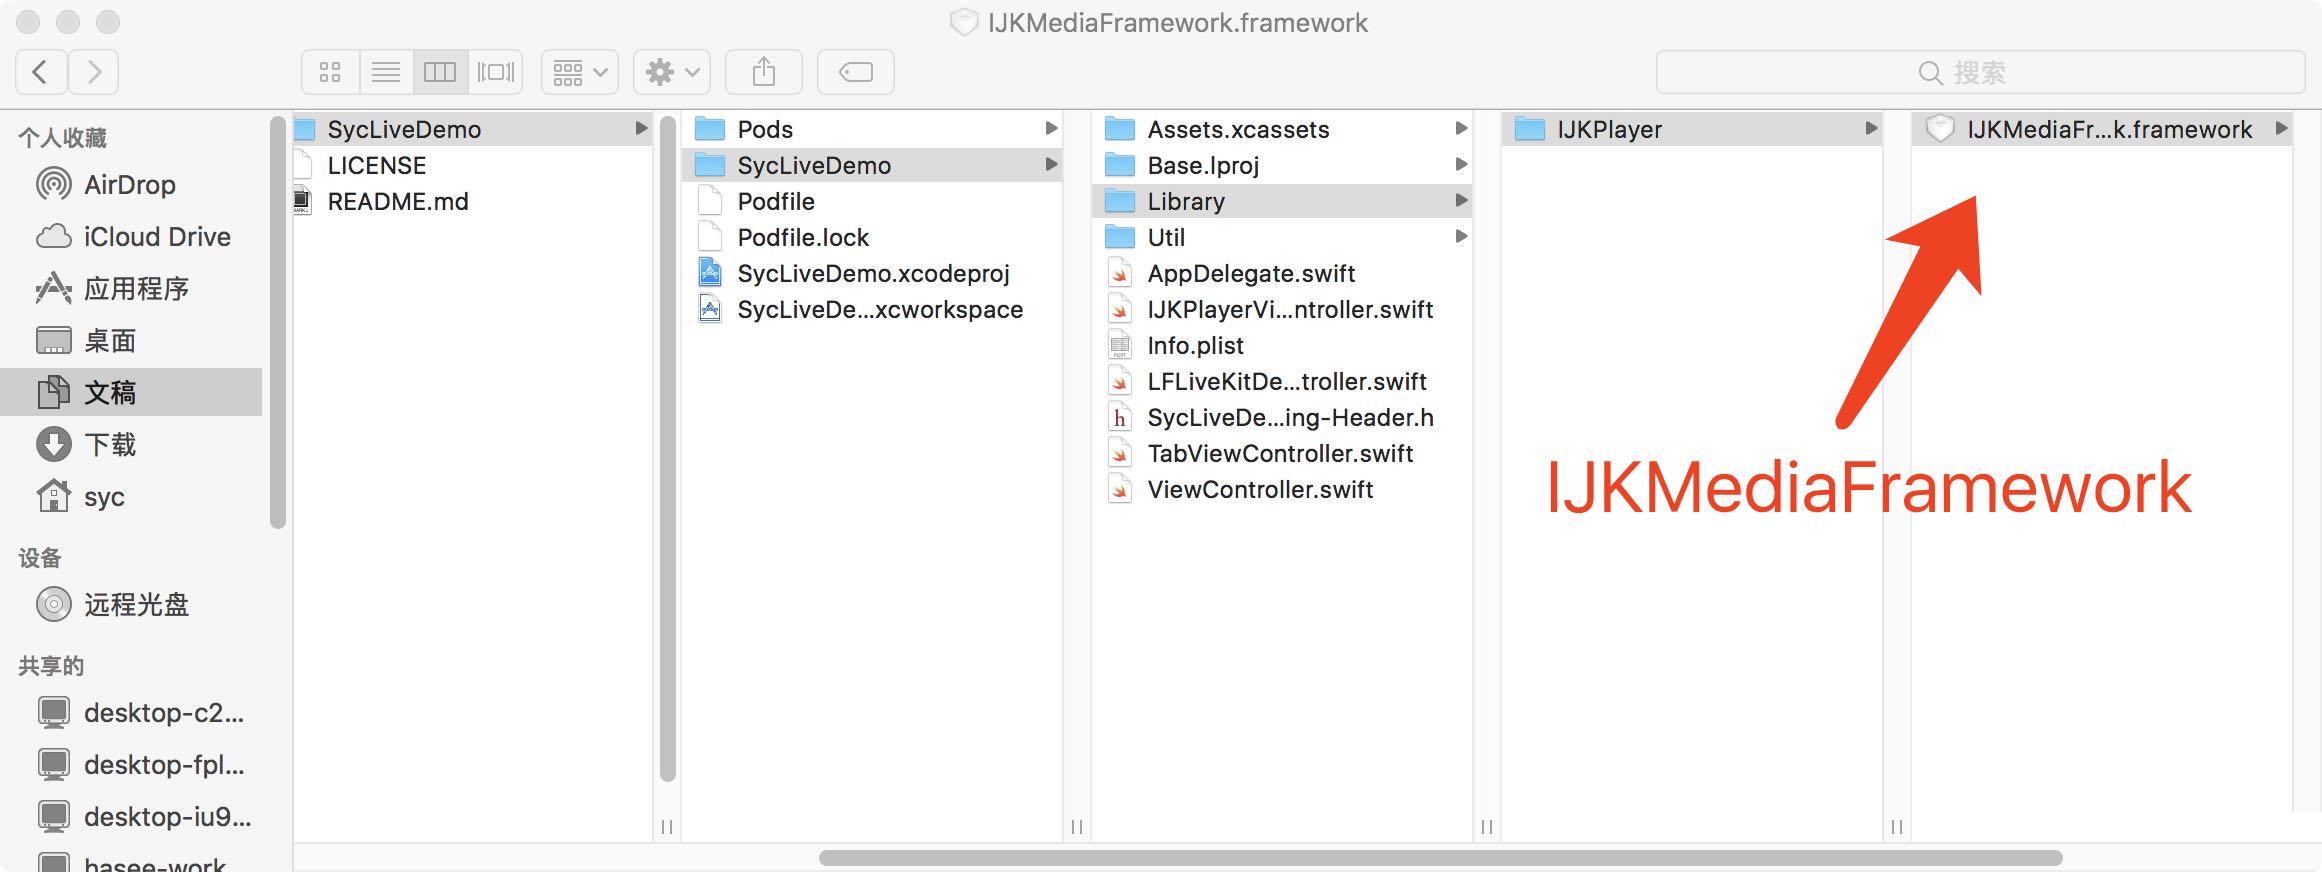 IJKMediaFramework.framework
搜索
个人收藏
AirDrop
iCloud Drive
应用程序
桌面
文稿
下载
syc
设备
远程光盘
共享的
desktop-c2...
desktop-fpl...
desktop-iu9...
hasee-work
SycLiveDemo
LICENSE
README.md
Pods
SycLiveDemo
Podfile
Podfile.lock
SycLiveDemo.xcodeproj
SycLiveDe...xcworkspace
Assets.xcassets
Base.lproj
Library
Util
AppDelegate.swift
IJKPlayerVi...ntroller.swift
Info.plist
LFLiveKitDe...troller.swift
SycLiveDe...ing-Header.h
TabViewController.swift
ViewController.swift
IJKPlayer
IJKMediaFr...k.framework
IJKMediaFramework